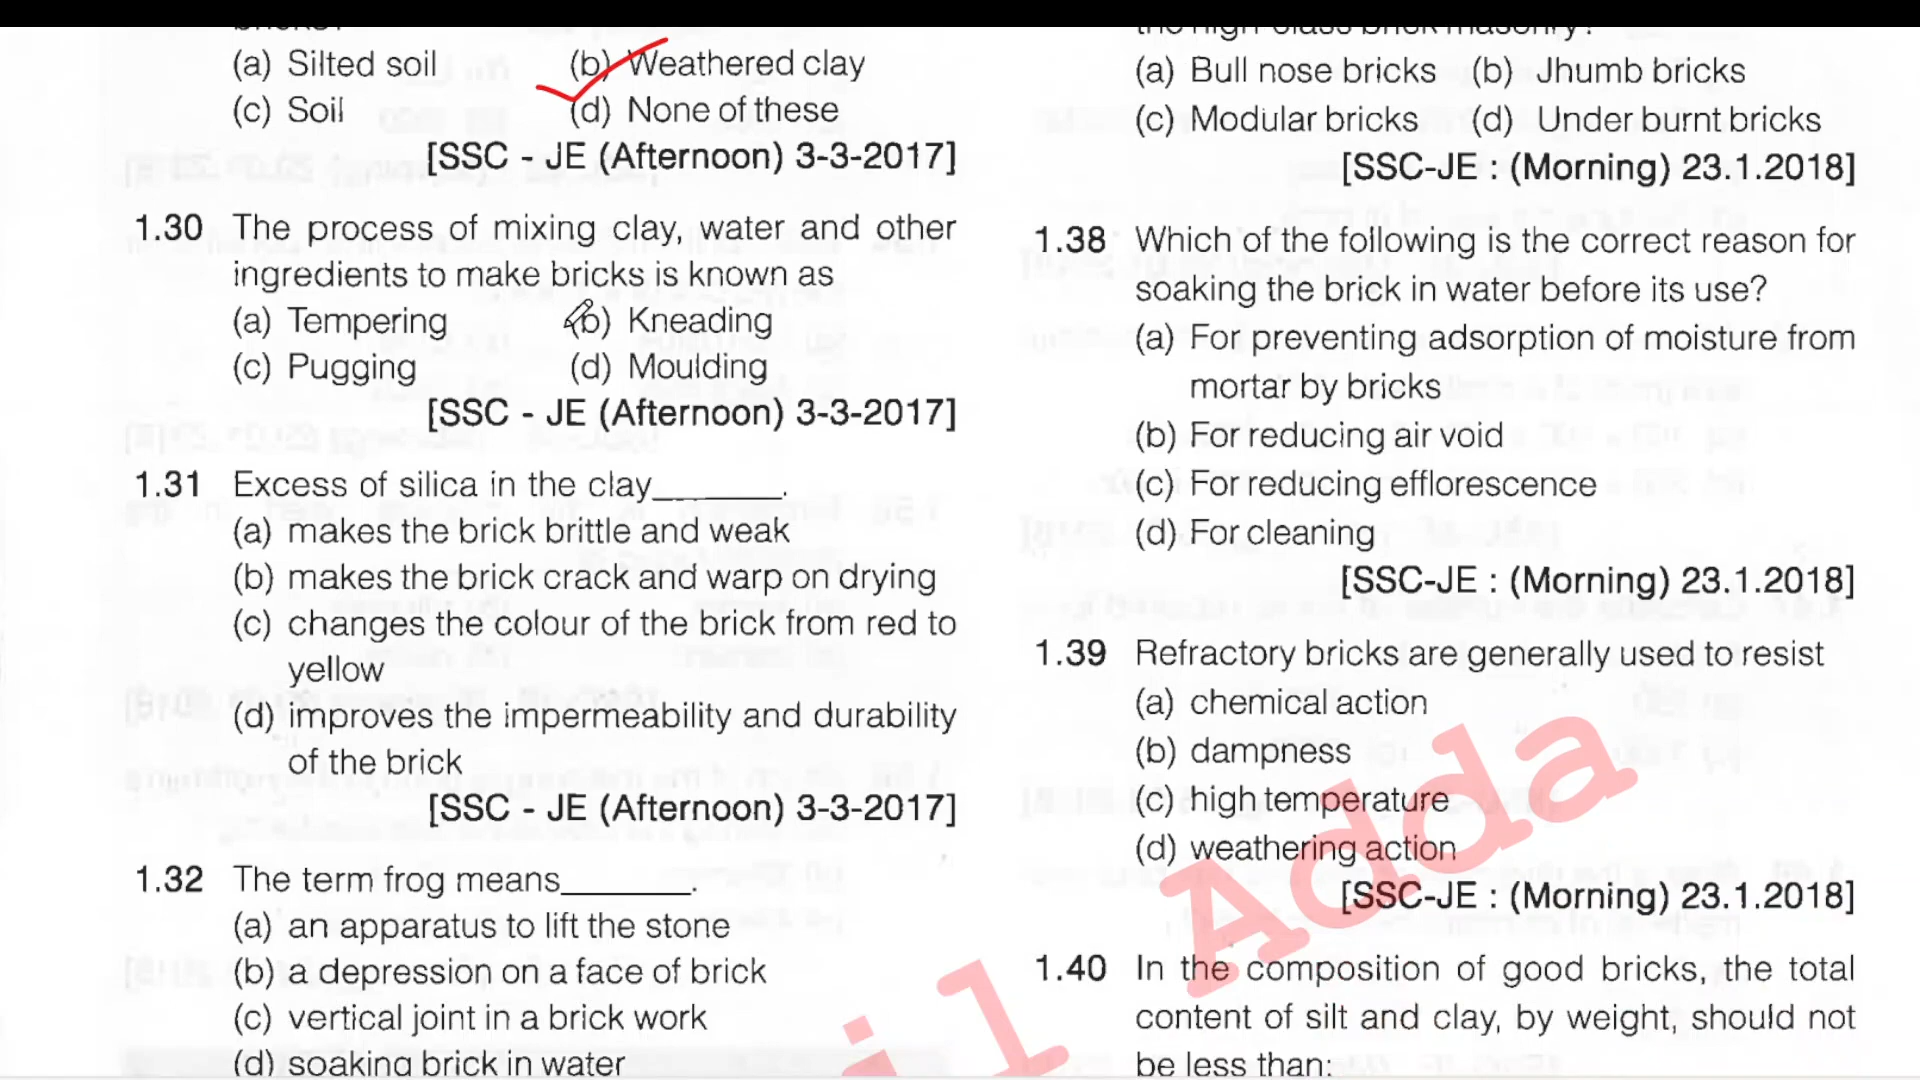 (a) Silted soil (b) Weathered clay
(c) Soil (d) None of these
[SSC - JE (Afternoon) 3-3-2017]
1.30 The process of mixing clay, water and other
ingredients to make bricks is known as
(a) Tempering (b) Kneading
(c) Pugging (d) Moulding
[SSC - JE (Afternoon) 3-3-2017]
1.31 Excess of silica in the clay_______.
(a) makes the brick brittle and weak
(b) makes the brick crack and warp on drying
(c) changes the colour of the brick from red to
yellow
(d) improves the impermeability and durability
of the brick
[SSC - JE (Afternoon) 3-3-2017]
1.32 The term frog means_______.
(a) an apparatus to lift the stone
(b) a depression on a face of brick
(c) vertical joint in a brick work
(d) soaking brick in water
the high class brick masonry?
(a) Bull nose bricks (b) Jhumb bricks
(c) Modular bricks (d) Under burnt bricks
[SSC-JE : (Morning) 23.1.2018]
1.38 Which of the following is the correct reason for
soaking the brick in water before its use?
(a) For preventing adsorption of moisture from
mortar by bricks
(b) For reducing air void
(c) For reducing efflorescence
(d) For cleaning
[SSC-JE : (Morning) 23.1.2018]
1.39 Refractory bricks are generally used to resist
(a) chemical action
(b) dampness
(c) high temperature
(d) weathering action
[SSC-JE : (Morning) 23.1.2018]
1.40 In the composition of good bricks, the total
content of silt and clay, by weight, should not
be less than:
Adda